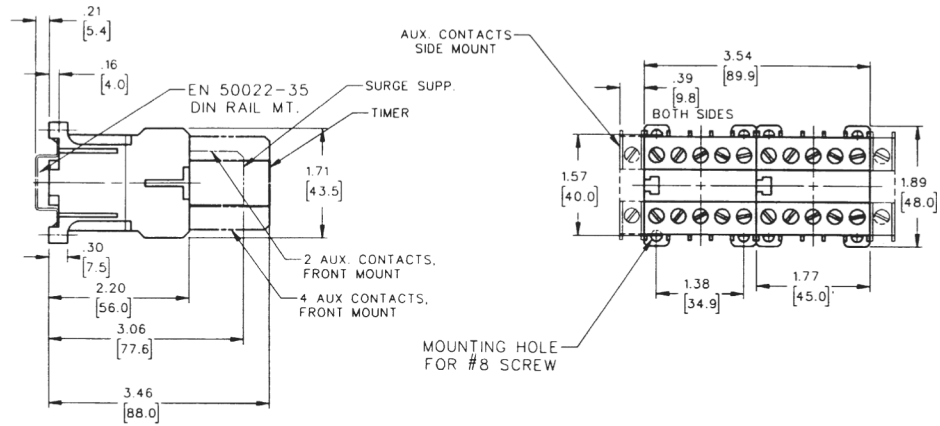 .21
[5.4]
.16
[4.0]
EN 50022-35
DIN RAIL MT.
SURGE SUPP.
TIMER
1.71
[43.5]
.30
[7.5]
2 AUX. CONTACTS,
FRONT MOUNT
4 AUX CONTACTS,
FRONT MOUNT
2.20
[56.0]
3.06
[77.6]
3.46
[88.0]
AUX. CONTACTS
SIDE MOUNT
3.54
[89.9]
.39
[9.8]
BOTH SIDES
1.57
[40.0]
1.89
[48.0]
1.38
[34.9]
1.77
[45.0]
MOUNTING HOLE
FOR #8 SCREW